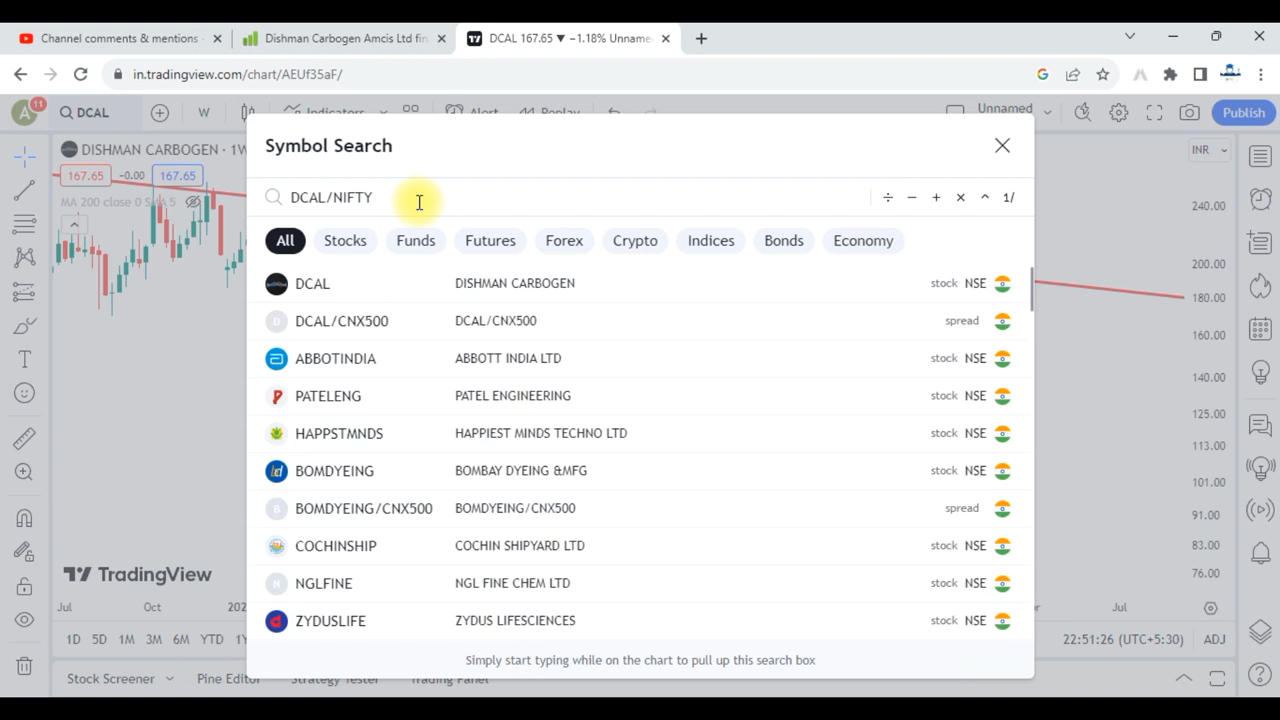 Channel comments & mentions
Dishman Carbogen Amcis Ltd fin
DCAL 167.65 ▼ −1.18% Unname
in.tradingview.com/chart/AEUf35aF/
A 11
DCAL
W
Indicators
Alert
Replay
Unnamed
Publish
DISHMAN CARBOGEN · 1W
INR
167.65 −0.00 167.65
MA 200 close 0 SMA 5
Symbol Search
DCAL/NIFTY
÷ − + × ^ 1/
All Stocks Funds Futures Forex Crypto Indices Bonds Economy
DCAL DISHMAN CARBOGEN stock NSE
D DCAL/CNX500 DCAL/CNX500 spread
ABBOTINDIA ABBOTT INDIA LTD stock NSE
PATELENG PATEL ENGINEERING stock NSE
HAPPSTMNDS HAPPIEST MINDS TECHNO LTD stock NSE
BOMDYEING BOMBAY DYEING &MFG stock NSE
B BOMDYEING/CNX500 BOMDYEING/CNX500 spread
COCHINSHIP COCHIN SHIPYARD LTD stock NSE
N NGLFINE NGL FINE CHEM LTD stock NSE
ZYDUSLIFE ZYDUS LIFESCIENCES stock NSE
Simply start typing while on the chart to pull up this search box
240.00
200.00
180.00
160.00
140.00
125.00
113.00
101.00
91.00
83.00
76.00
TradingView
Jul Oct Jul
1D 5D 1M 3M 6M YTD
22:51:26 (UTC+5:30) ADJ
Stock Screener Pine Editor Strategy Tester Trading Panel